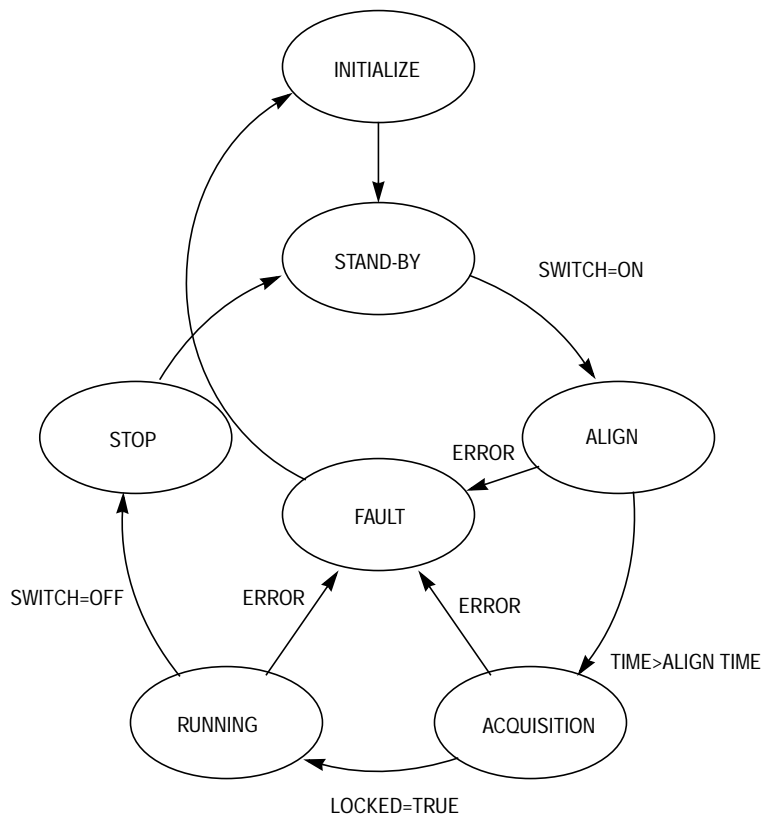 INITIALIZE
STAND-BY
SWITCH=ON
STOP
ALIGN
ERROR
FAULT
SWITCH=OFF
ERROR
ERROR
TIME>ALIGN TIME
RUNNING
ACQUISITION
LOCKED=TRUE